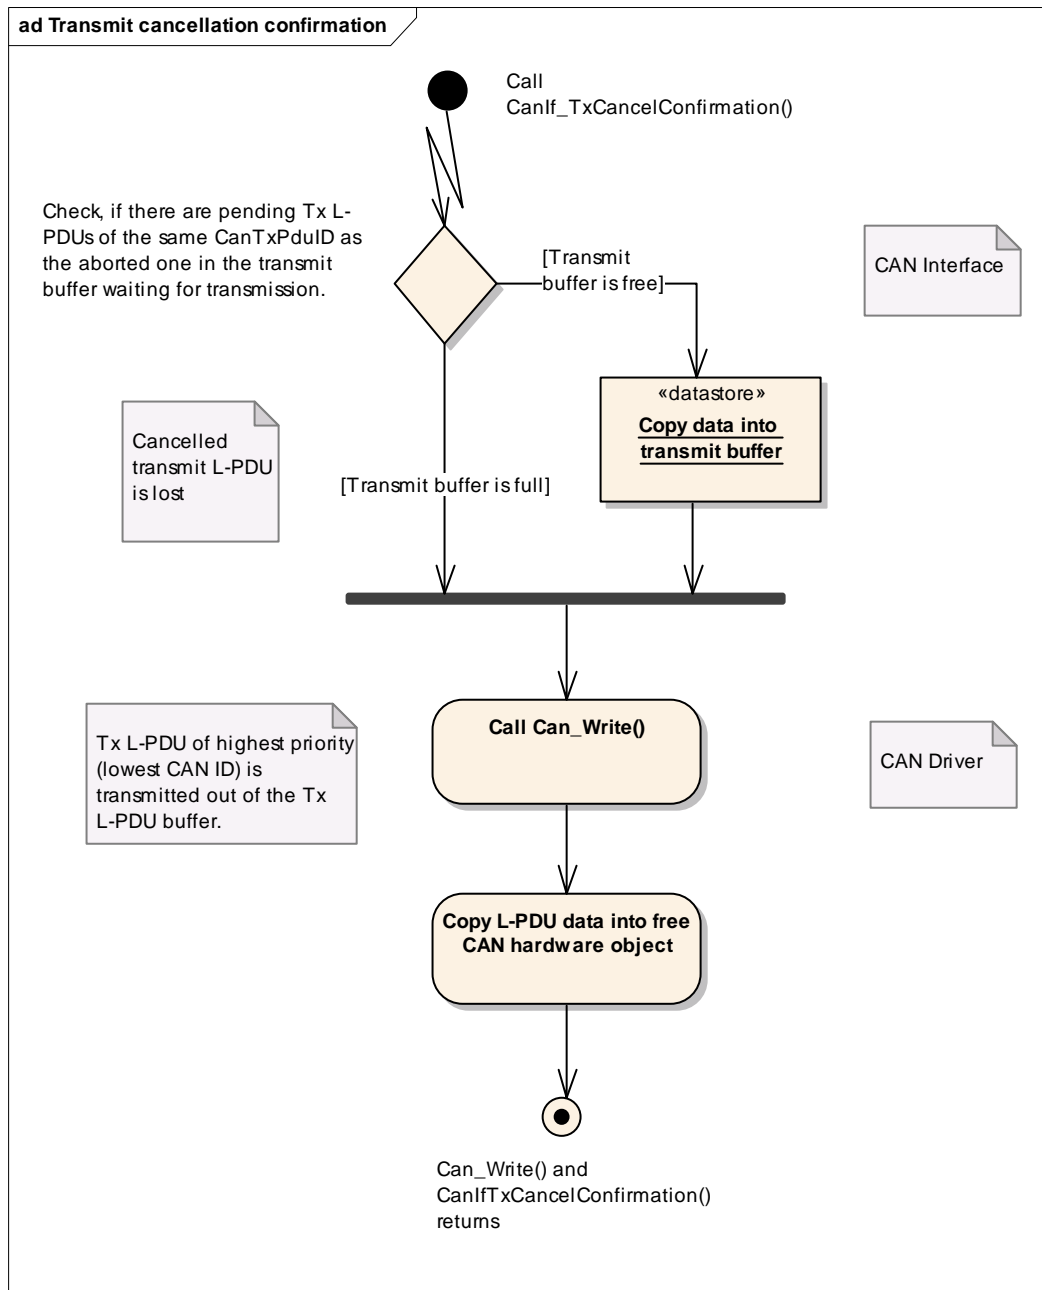 ad Transmit cancellation confirmation
Call
CanIf_TxCancelConfirmation()
Check, if there are pending Tx L-
PDUs of the same CanTxPduID as
the aborted one in the transmit
buffer waiting for transmission.
[Transmit
buffer is free]
CAN Interface
«datastore»
Copy data into
transmit buffer
Cancelled
transmit L-PDU
is lost
[Transmit buffer is full]
Call Can_Write()
Tx L-PDU of highest priority
(lowest CAN ID) is
transmitted out of the Tx
L-PDU buffer.
CAN Driver
Copy L-PDU data into free
CAN hardware object
Can_Write() and
CanIfTxCancelConfirmation()
returns